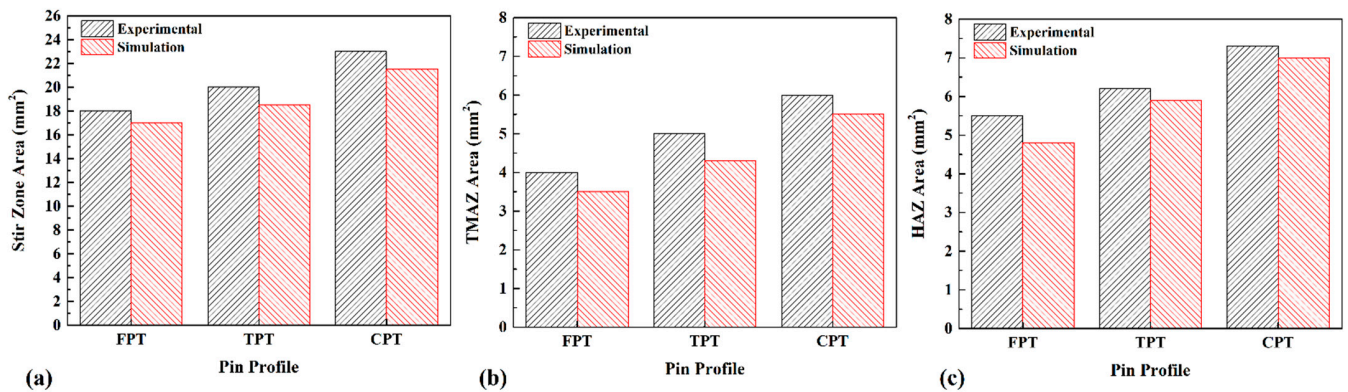 26
24
22
20
18
16
14
12
10
8
6
4
2
0
Stir Zone Area (mm²)
Experimental
Simulation
FPT TPT CPT
Pin Profile
(a)
8
7
6
5
4
3
2
1
0
TMAZ Area (mm²)
Experimental
Simulation
FPT TPT CPT
Pin Profile
(b)
8
7
6
5
4
3
2
1
0
HAZ Area (mm²)
Experimental
Simulation
FPT TPT CPT
Pin Profile
(c)